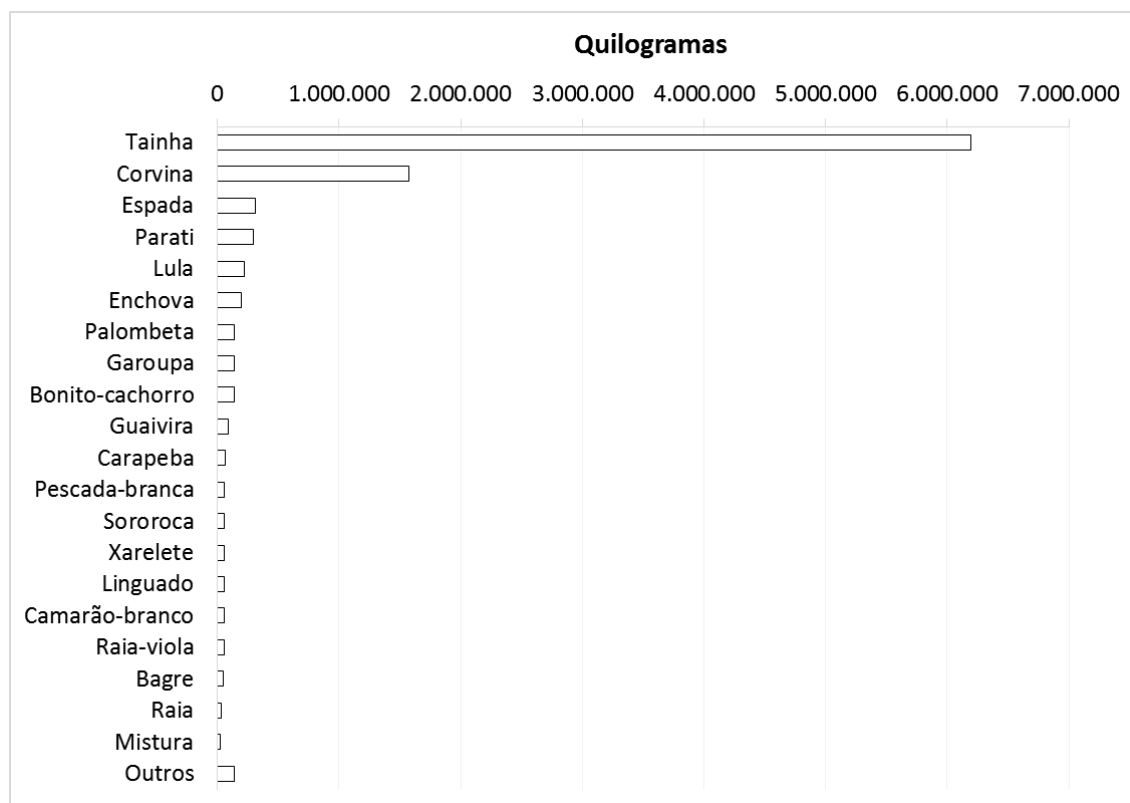 Quilogramas
0 1.000.000 2.000.000 3.000.000 4.000.000 5.000.000 6.000.000 7.000.000
Tainha
Corvina
Espada
Parati
Lula
Enchova
Palombeta
Garoupa
Bonito-cachorro
Guaivira
Carapeba
Pescada-branca
Sororoca
Xarelete
Linguado
Camarão-branco
Raia-viola
Bagre
Raia
Mistura
Outros